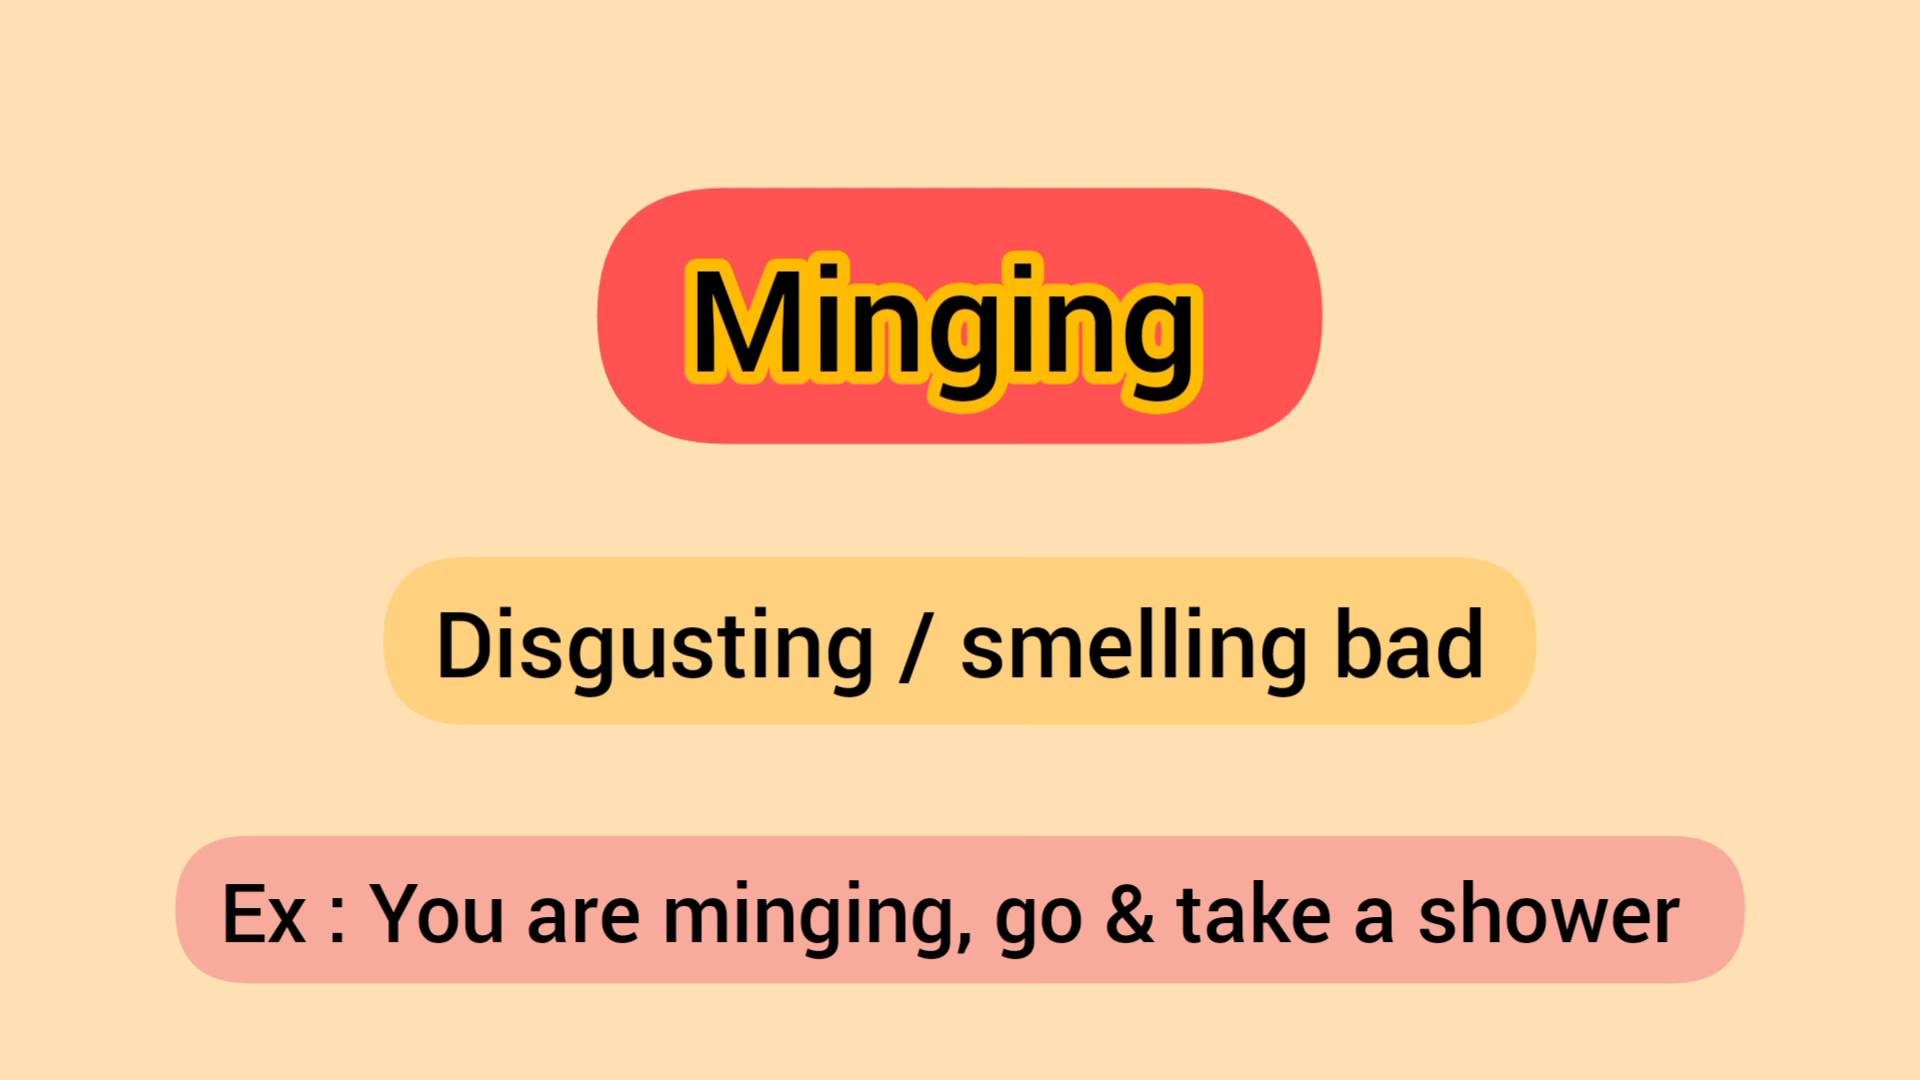 Minging
Disgusting / smelling bad
Ex : You are minging, go & take a shower